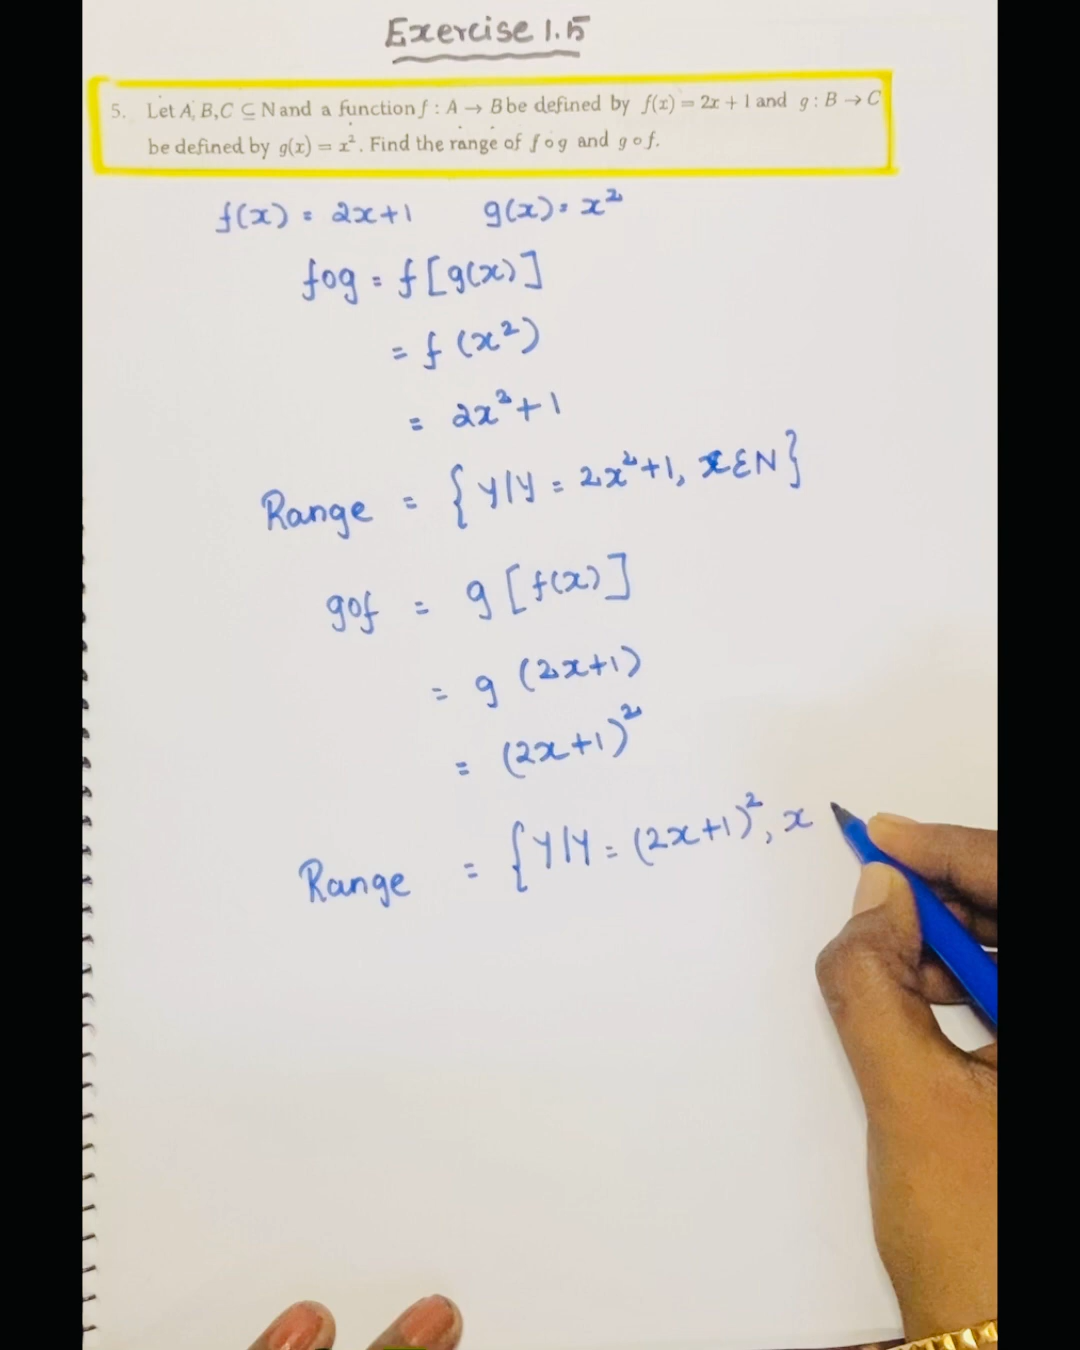 Exercise 1.5
5. Let A, B, C ⊆ N and a function f : A → B be defined by f(x) = 2x + 1 and g : B → C
be defined by g(x) = x². Find the range of f o g and g o f.
f(x) = 2x+1 g(x) = x²
fog = f[g(x)]
= f(x²)
= 2x²+1
Range = {Y/Y = 2x²+1, x ∈ N}
gof = g[f(x)]
= g(2x+1)
= (2x+1)²
Range = {Y/Y = (2x+1)², x